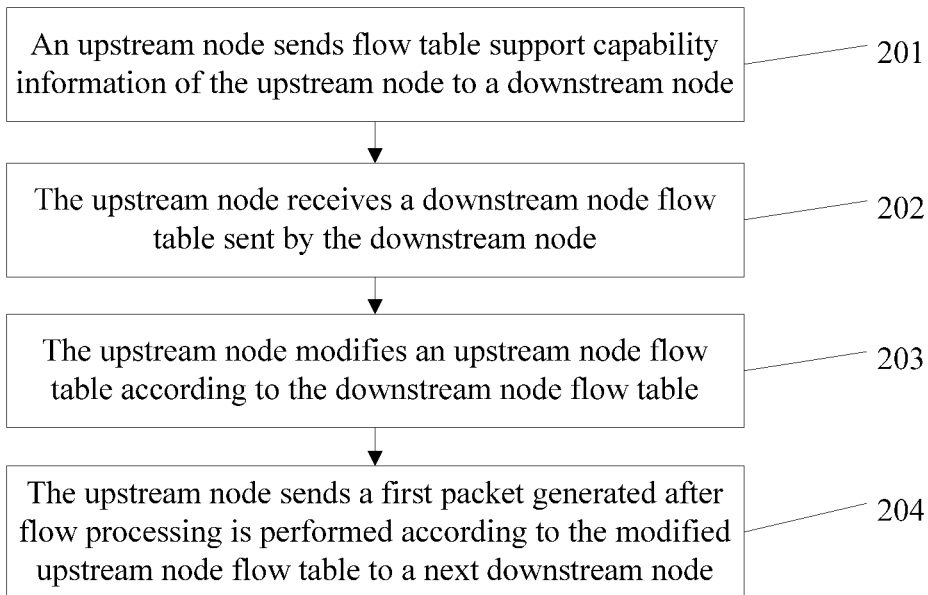 An upstream node sends flow table support capability
information of the upstream node to a downstream node
201
The upstream node receives a downstream node flow
table sent by the downstream node
202
The upstream node modifies an upstream node flow
table according to the downstream node flow table
203
The upstream node sends a first packet generated after
flow processing is performed according to the modified
upstream node flow table to a next downstream node
204